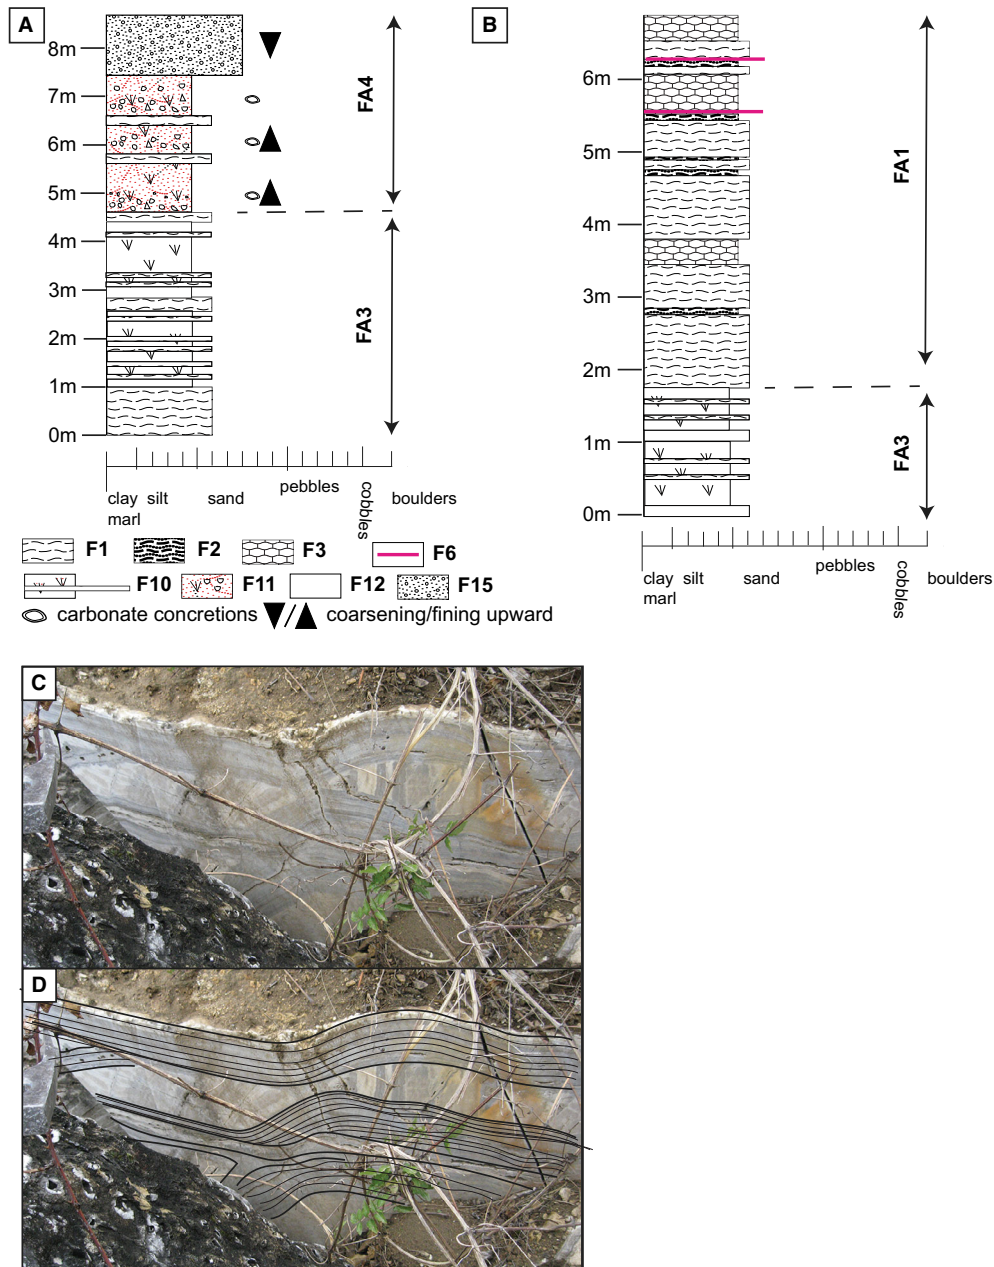 A
8m
7m
6m
5m
4m
3m
2m
1m
0m
FA4
FA3
clay silt sand pebbles cobbles boulders
marl
B
6m
5m
4m
3m
2m
1m
0m
FA1
FA3
clay silt sand pebbles cobbles boulders
marl
F1 F2 F3 F6
F10 F11 F12 F15
carbonate concretions / coarsening/fining upward
C
D